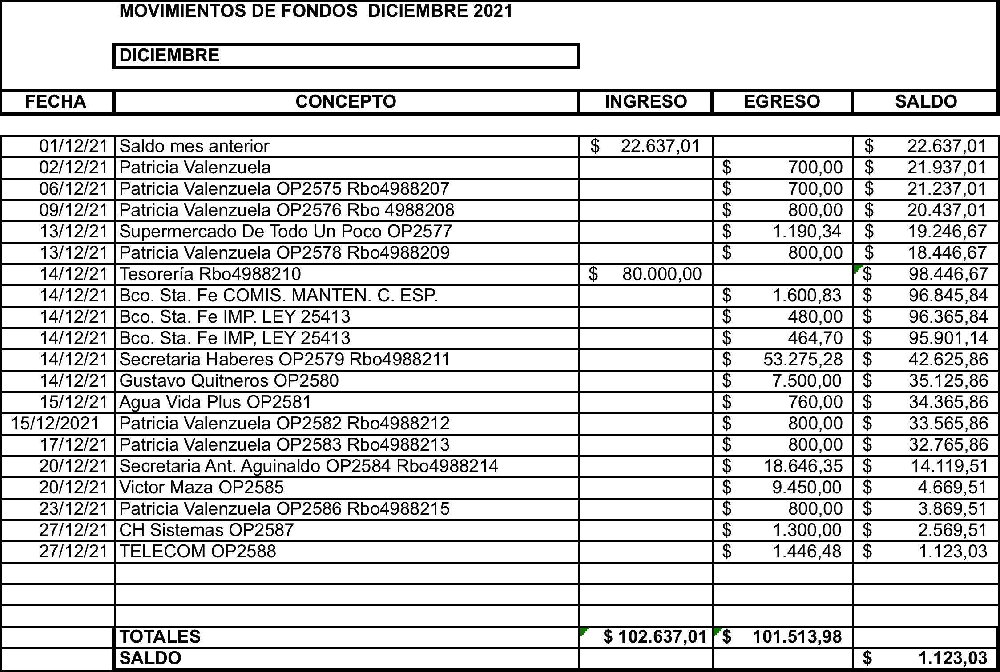 MOVIMIENTOS DE FONDOS  DICIEMBRE 2021
DICIEMBRE
FECHA CONCEPTO INGRESO EGRESO SALDO
01/12/21 Saldo mes anterior $ 22.637,01 $ 22.637,01
02/12/21 Patricia Valenzuela $ 700,00 $ 21.937,01
06/12/21 Patricia Valenzuela OP2575 Rbo4988207 $ 700,00 $ 21.237,01
09/12/21 Patricia Valenzuela OP2576 Rbo 4988208 $ 800,00 $ 20.437,01
13/12/21 Supermercado De Todo Un Poco OP2577 $ 1.190,34 $ 19.246,67
13/12/21 Patricia Valenzuela OP2578 Rbo4988209 $ 800,00 $ 18.446,67
14/12/21 Tesorería Rbo4988210 $ 80.000,00 $ 98.446,67
14/12/21 Bco. Sta. Fe COMIS. MANTEN. C. ESP. $ 1.600,83 $ 96.845,84
14/12/21 Bco. Sta. Fe IMP. LEY 25413 $ 480,00 $ 96.365,84
14/12/21 Bco. Sta. Fe IMP, LEY 25413 $ 464,70 $ 95.901,14
14/12/21 Secretaria Haberes OP2579 Rbo4988211 $ 53.275,28 $ 42.625,86
14/12/21 Gustavo Quitneros OP2580 $ 7.500,00 $ 35.125,86
15/12/21 Agua Vida Plus OP2581 $ 760,00 $ 34.365,86
15/12/2021 Patricia Valenzuela OP2582 Rbo4988212 $ 800,00 $ 33.565,86
17/12/21 Patricia Valenzuela OP2583 Rbo4988213 $ 800,00 $ 32.765,86
20/12/21 Secretaria Ant. Aguinaldo OP2584 Rbo4988214 $ 18.646,35 $ 14.119,51
20/12/21 Victor Maza OP2585 $ 9.450,00 $ 4.669,51
23/12/21 Patricia Valenzuela OP2586 Rbo4988215 $ 800,00 $ 3.869,51
27/12/21 CH Sistemas OP2587 $ 1.300,00 $ 2.569,51
27/12/21 TELECOM OP2588 $ 1.446,48 $ 1.123,03
TOTALES $ 102.637,01 $ 101.513,98
SALDO $ 1.123,03